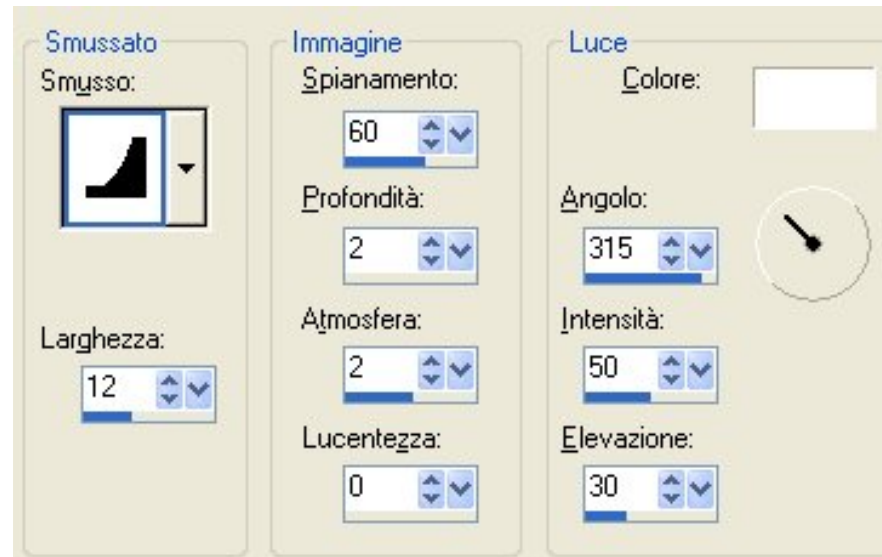 Smussato
Smusso:
Larghezza:
12
Immagine
Spianamento:
60
Profondità:
2
Atmosfera:
2
Lucentezza:
0
Luce
Colore:
Angolo:
315
Intensità:
50
Elevazione:
30